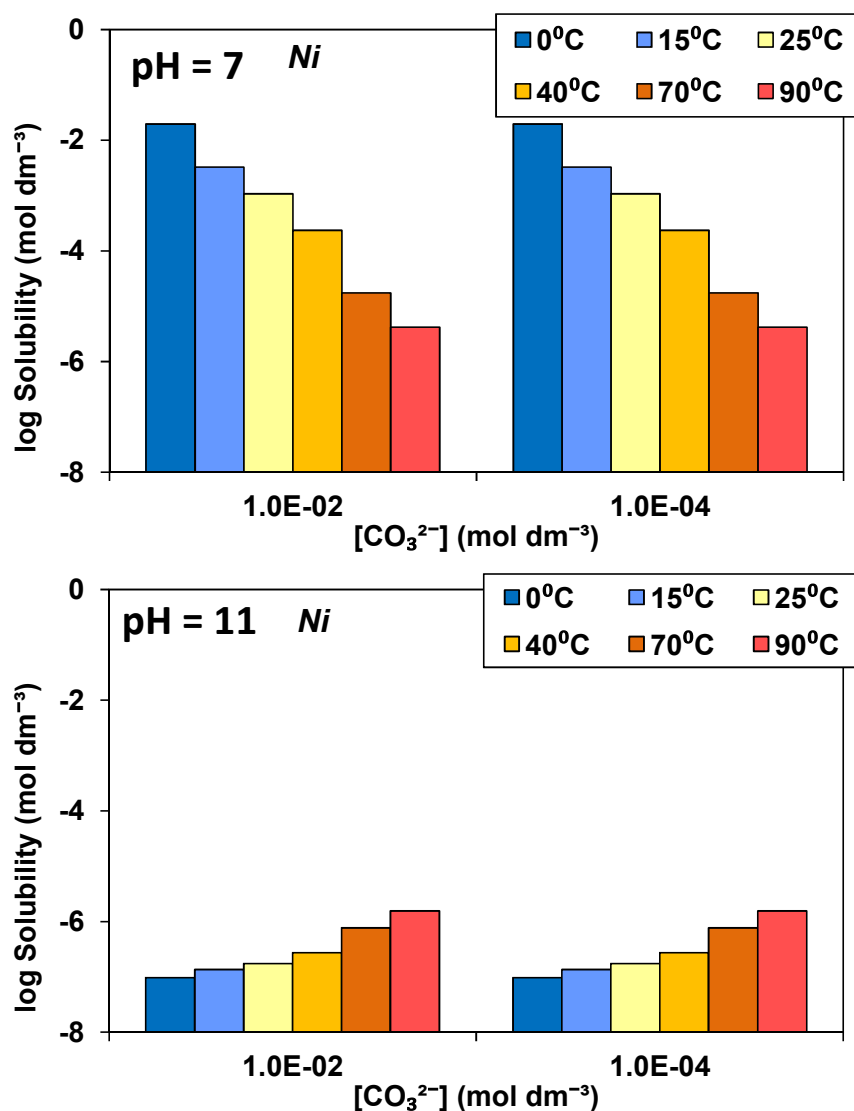 0
pH = 7 Ni
0⁰C 15⁰C 25⁰C
40⁰C 70⁰C 90⁰C
-2
-4
-6
-8
log Solubility (mol dm⁻³)
1.0E-02 1.0E-04
[CO₃²⁻] (mol dm⁻³)
0
pH = 11 Ni
0⁰C 15⁰C 25⁰C
40⁰C 70⁰C 90⁰C
-2
-4
-6
-8
log Solubility (mol dm⁻³)
1.0E-02 1.0E-04
[CO₃²⁻] (mol dm⁻³)